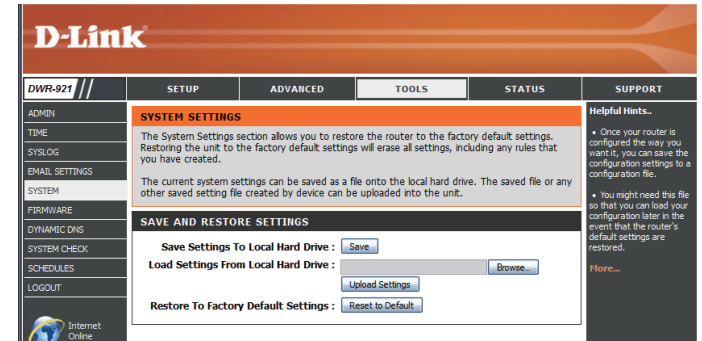 D-Link
DWR-921
SETUP
ADVANCED
TOOLS
STATUS
SUPPORT
ADMIN
TIME
SYSLOG
EMAIL SETTINGS
SYSTEM
FIRMWARE
DYNAMIC DNS
SYSTEM CHECK
SCHEDULES
LOGOUT
Internet
Online
SYSTEM SETTINGS
The System Settings section allows you to restore the router to the factory default settings.
Restoring the unit to the factory default settings will erase all settings, including any rules that
you have created.
The current system settings can be saved as a file onto the local hard drive. The saved file or any
other saved setting file created by device can be uploaded into the unit.
SAVE AND RESTORE SETTINGS
Save Settings To Local Hard Drive : Save
Load Settings From Local Hard Drive : Browse...
Upload Settings
Restore To Factory Default Settings : Reset to Default
Helpful Hints..
• Once your router is
configured the way you
want it, you can save the
configuration settings to a
configuration file.
• You might need this file
so that you can load your
configuration later in the
event that the router's
default settings are
restored.
More...